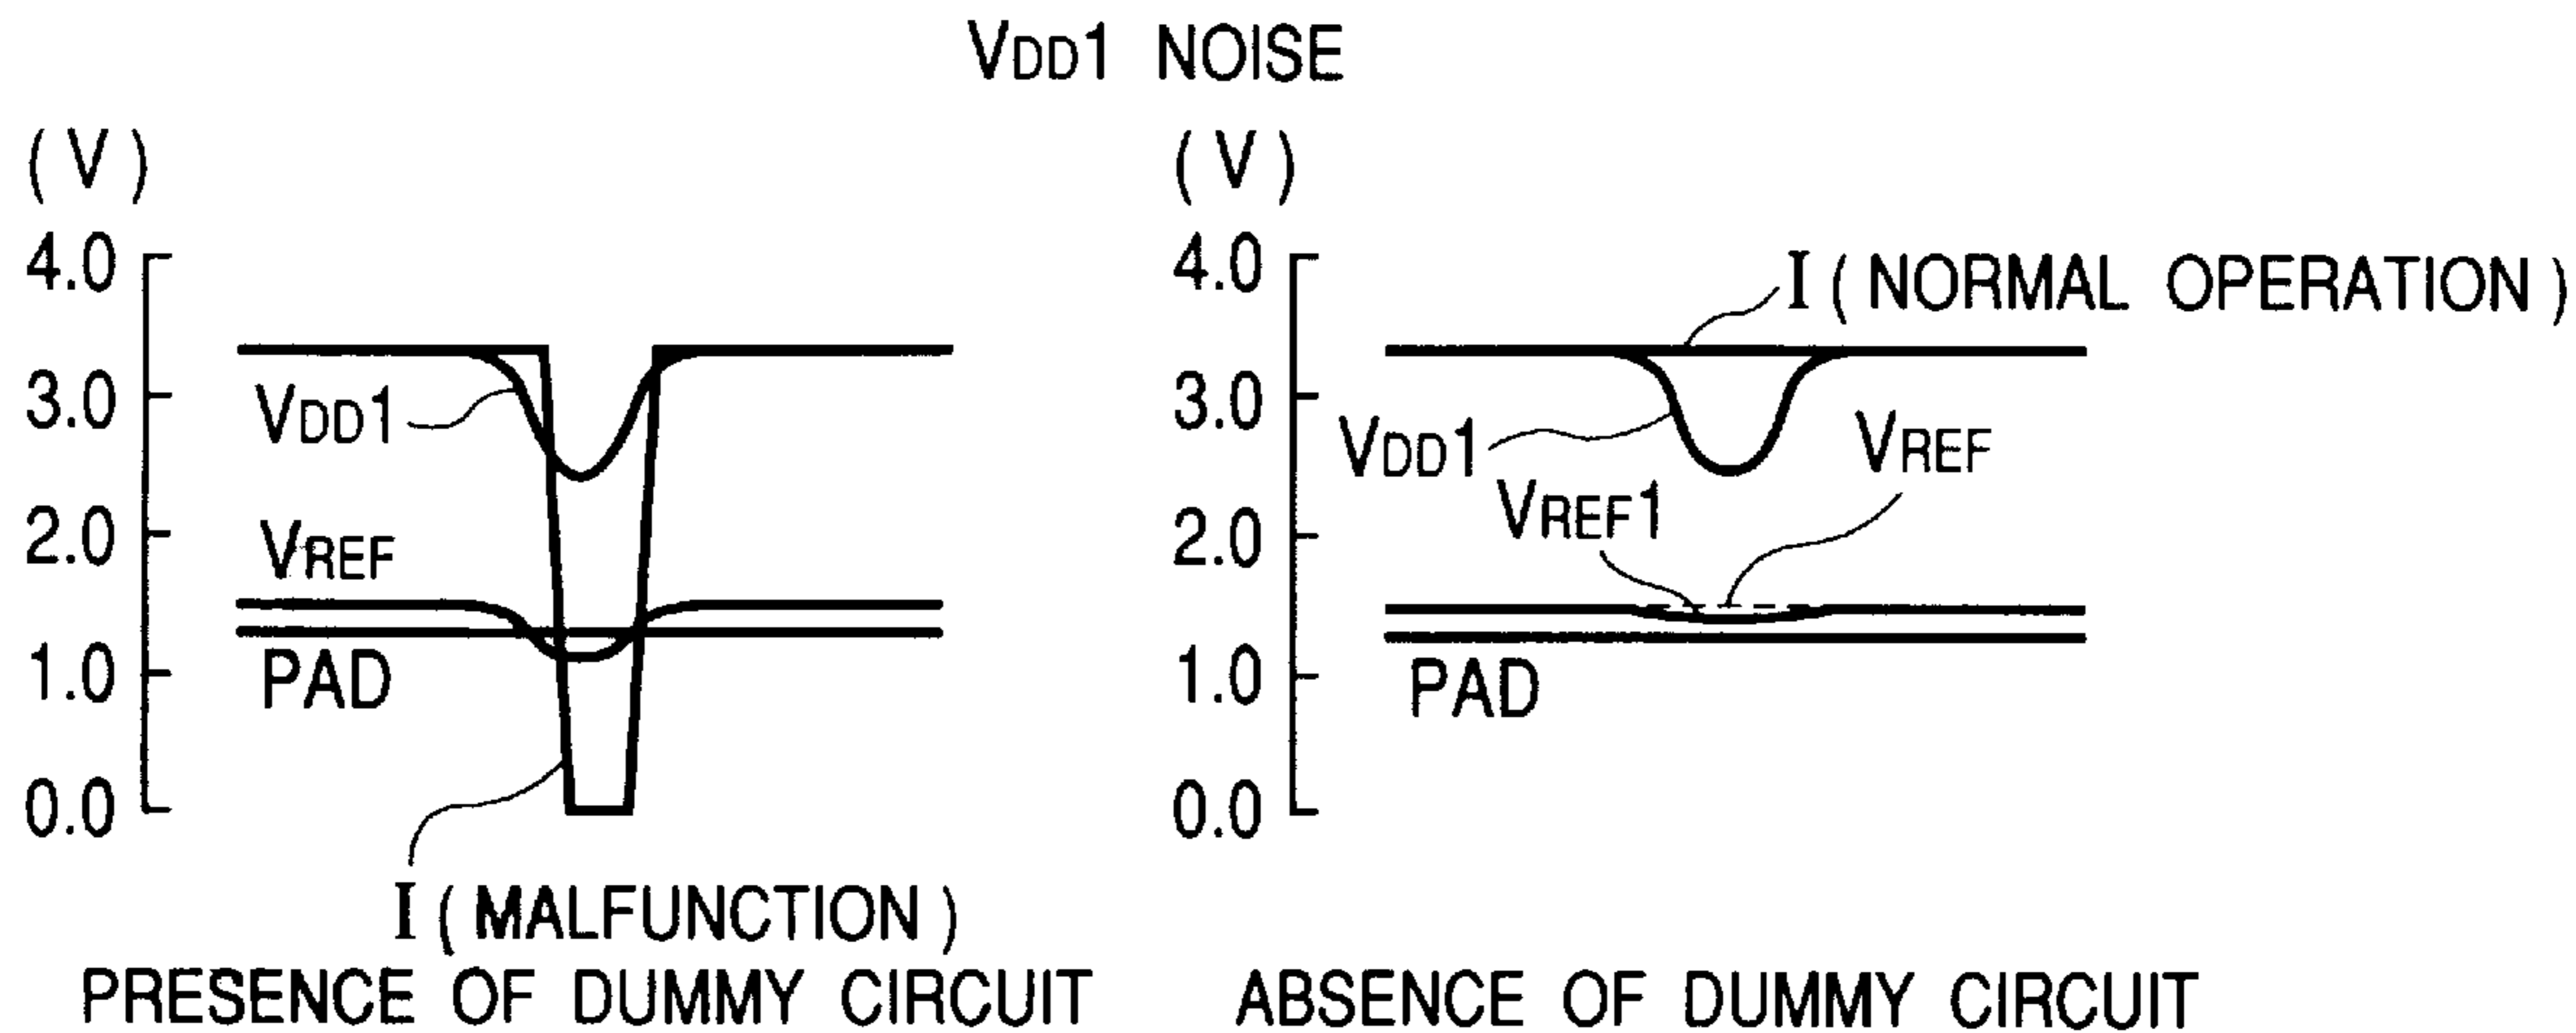 VDD1 NOISE
(V)
4.0
3.0
2.0
1.0
0.0
VDD1
VREF
PAD
I (MALFUNCTION)
PRESENCE OF DUMMY CIRCUIT
(V)
4.0
3.0
2.0
1.0
0.0
I (NORMAL OPERATION)
VDD1
VREF
VREF1
PAD
ABSENCE OF DUMMY CIRCUIT